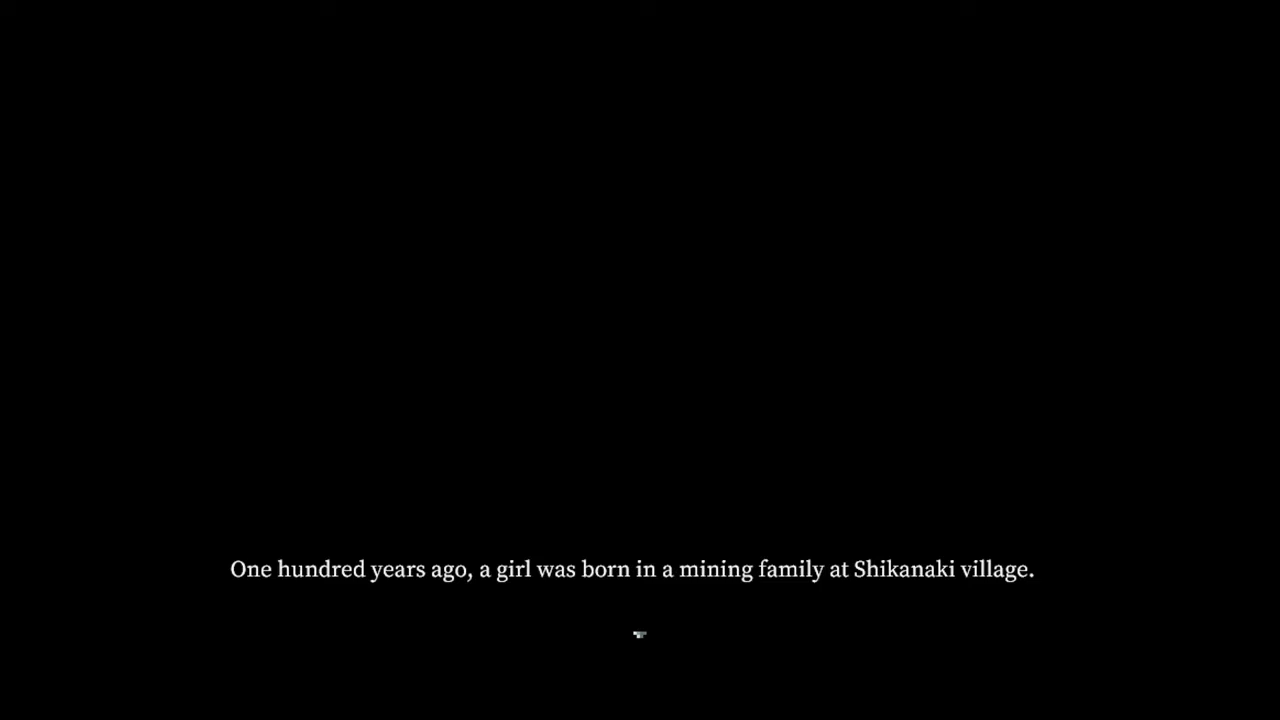 One hundred years ago, a girl was born in a mining family at Shikanaki village.